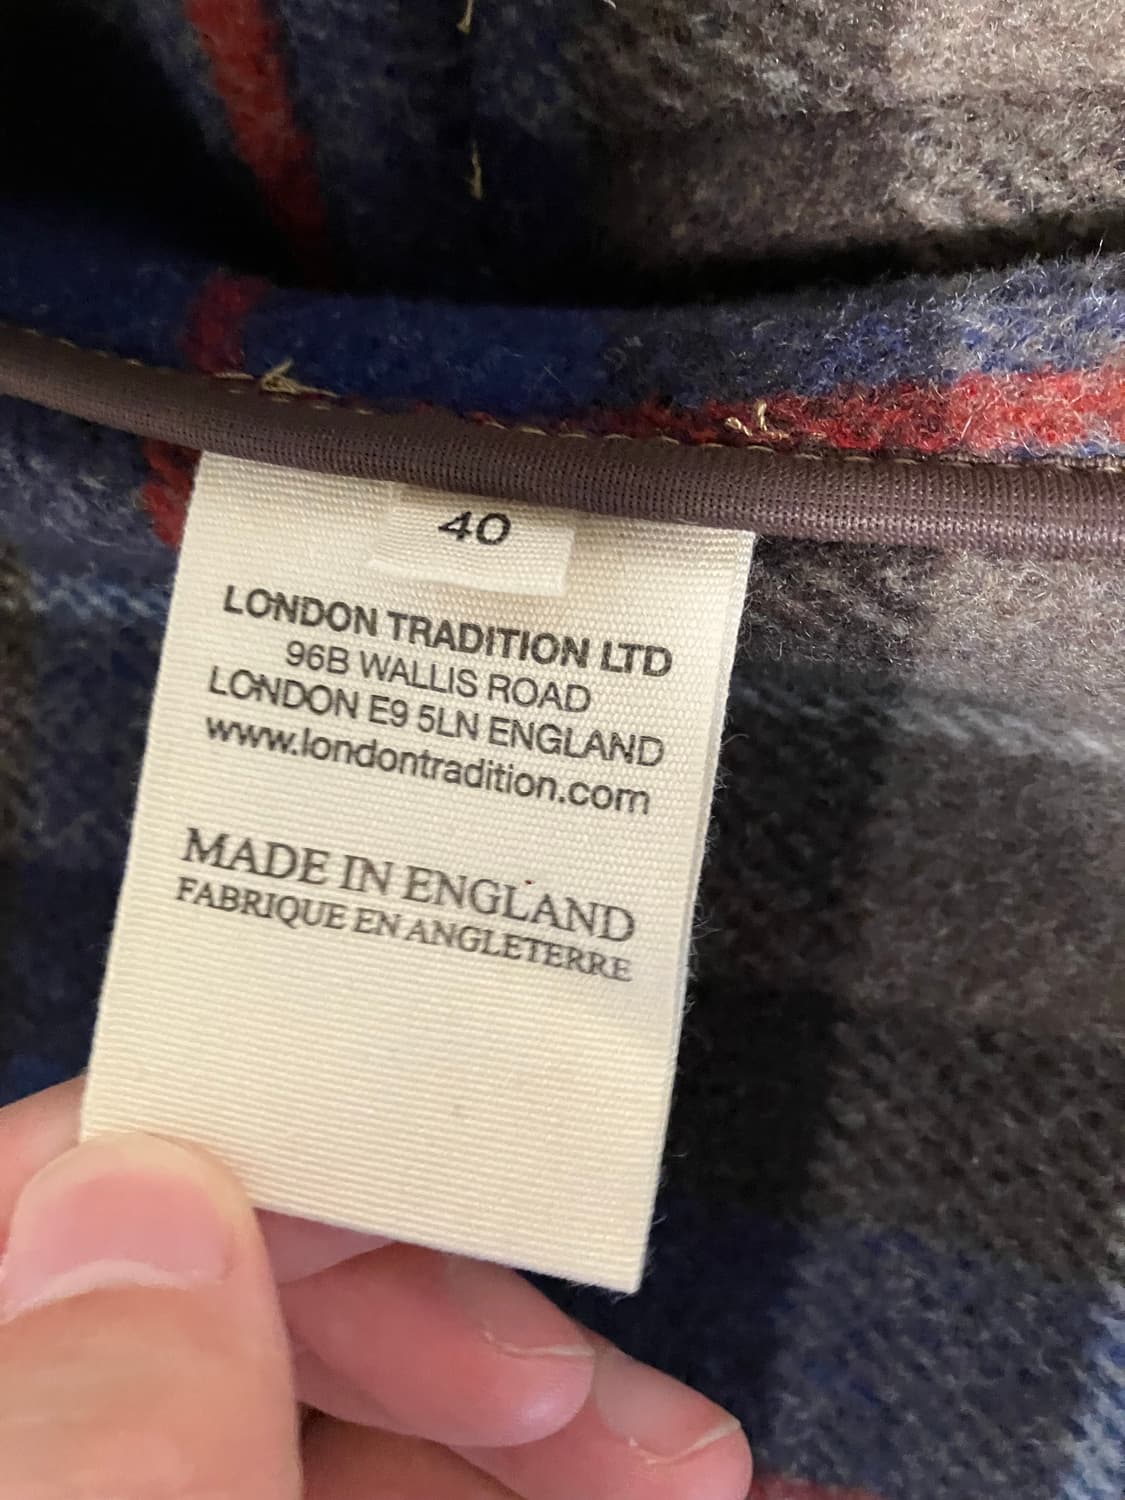 40
LONDON TRADITION LTD
96B WALLIS ROAD
LONDON E9 5LN ENGLAND
www.londontradition.com
MADE IN ENGLAND
FABRIQUE EN ANGLETERRE